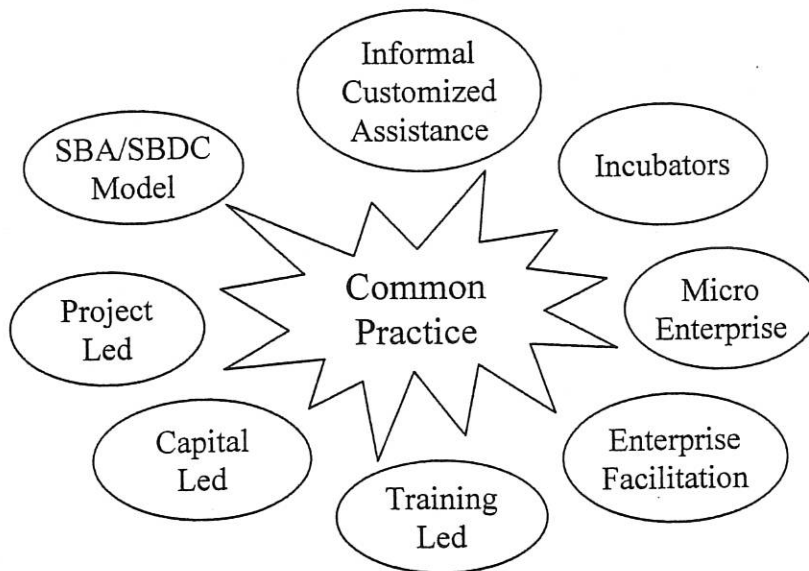 Informal
Customized
Assistance
SBA/SBDC
Model
Incubators
Common
Practice
Project
Led
Micro
Enterprise
Capital
Led
Enterprise
Facilitation
Training
Led